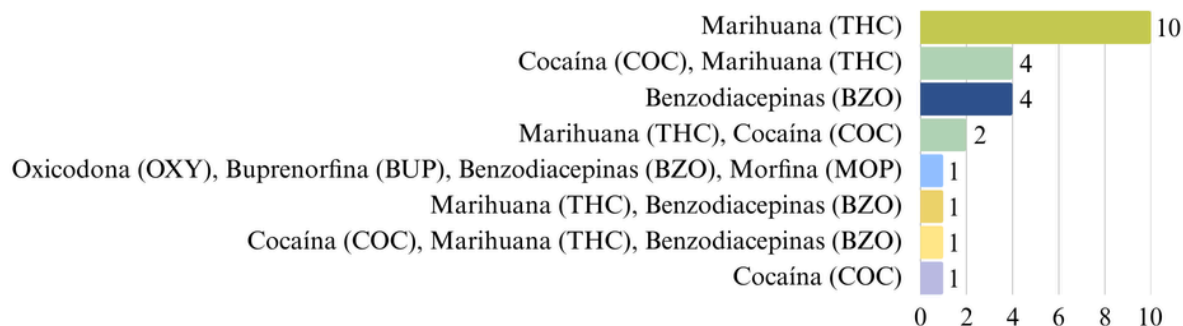 Marihuana (THC) 10
Cocaína (COC), Marihuana (THC) 4
Benzodiacepinas (BZO) 4
Marihuana (THC), Cocaína (COC) 2
Oxicodona (OXY), Buprenorfina (BUP), Benzodiacepinas (BZO), Morfina (MOP) 1
Marihuana (THC), Benzodiacepinas (BZO) 1
Cocaína (COC), Marihuana (THC), Benzodiacepinas (BZO) 1
Cocaína (COC) 1
0 2 4 6 8 10